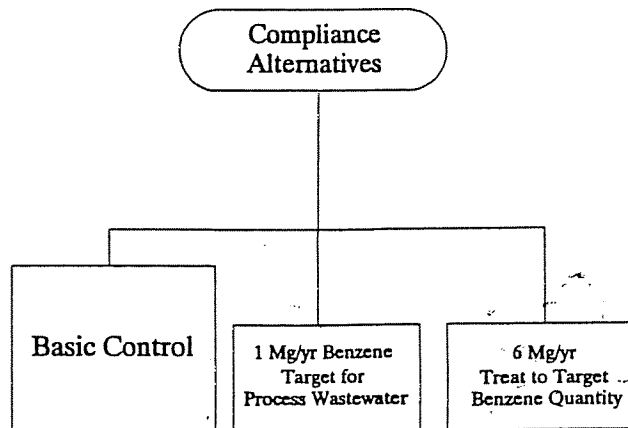 Compliance
Alternatives
Basic Control
1 Mg/yr Benzene
Target for
Process Wastewater
6 Mg/yr
Treat to Target
Benzene Quantity